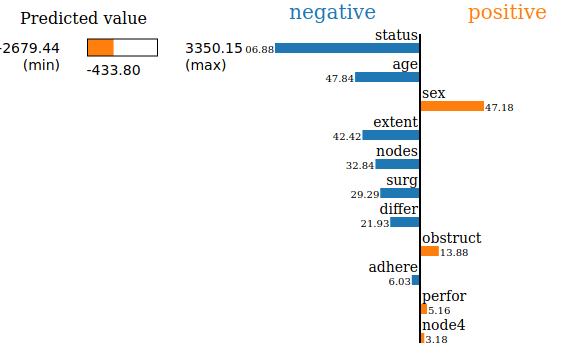 Predicted value
negative
positive
-2679.44
(min)
-433.80
3350.15
(max)
status
06.88
age
47.84
sex
47.18
extent
42.42
nodes
32.84
surg
29.29
differ
21.93
obstruct
13.88
adhere
6.03
perfor
5.16
node4
3.18